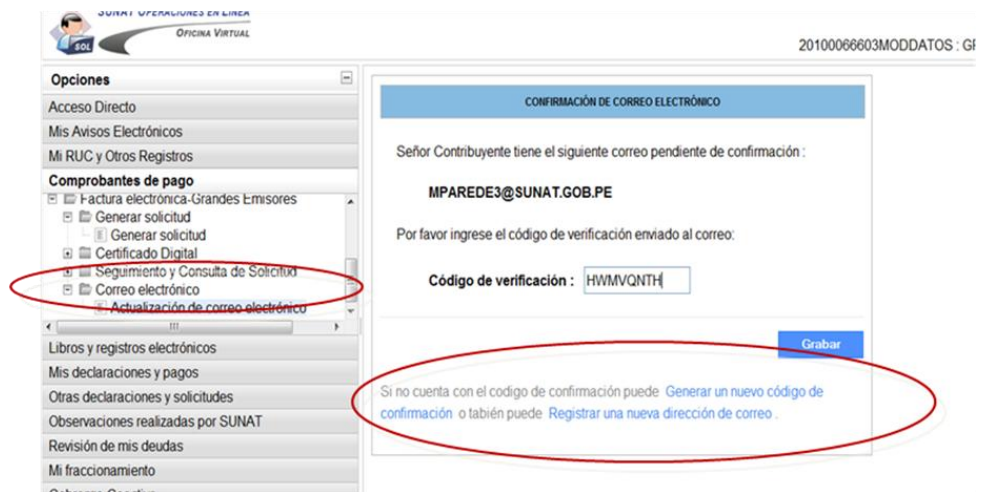 SUNAT OPERACIONES EN LÍNEA
OFICINA VIRTUAL
SOL
20100066603MODDATOS : GR
Opciones
Acceso Directo
Mis Avisos Electrónicos
Mi RUC y Otros Registros
Comprobantes de pago
Factura electrónica-Grandes Emisores
Generar solicitud
Generar solicitud
Certificado Digital
Seguimiento y Consulta de Solicitud
Correo electrónico
Actualización de correo electrónico
Libros y registros electrónicos
Mis declaraciones y pagos
Otras declaraciones y solicitudes
Observaciones realizadas por SUNAT
Revisión de mis deudas
Mi fraccionamiento
Cobranza Coactiva
CONFIRMACIÓN DE CORREO ELECTRÓNICO
Señor Contribuyente tiene el siguiente correo pendiente de confirmación :
MPAREDE3@SUNAT.GOB.PE
Por favor ingrese el código de verificación enviado al correo:
Código de verificación : HWMVQNTH
Grabar
Si no cuenta con el codigo de confirmación puede Generar un nuevo código de
confirmación o tabién puede Registrar una nueva dirección de correo .